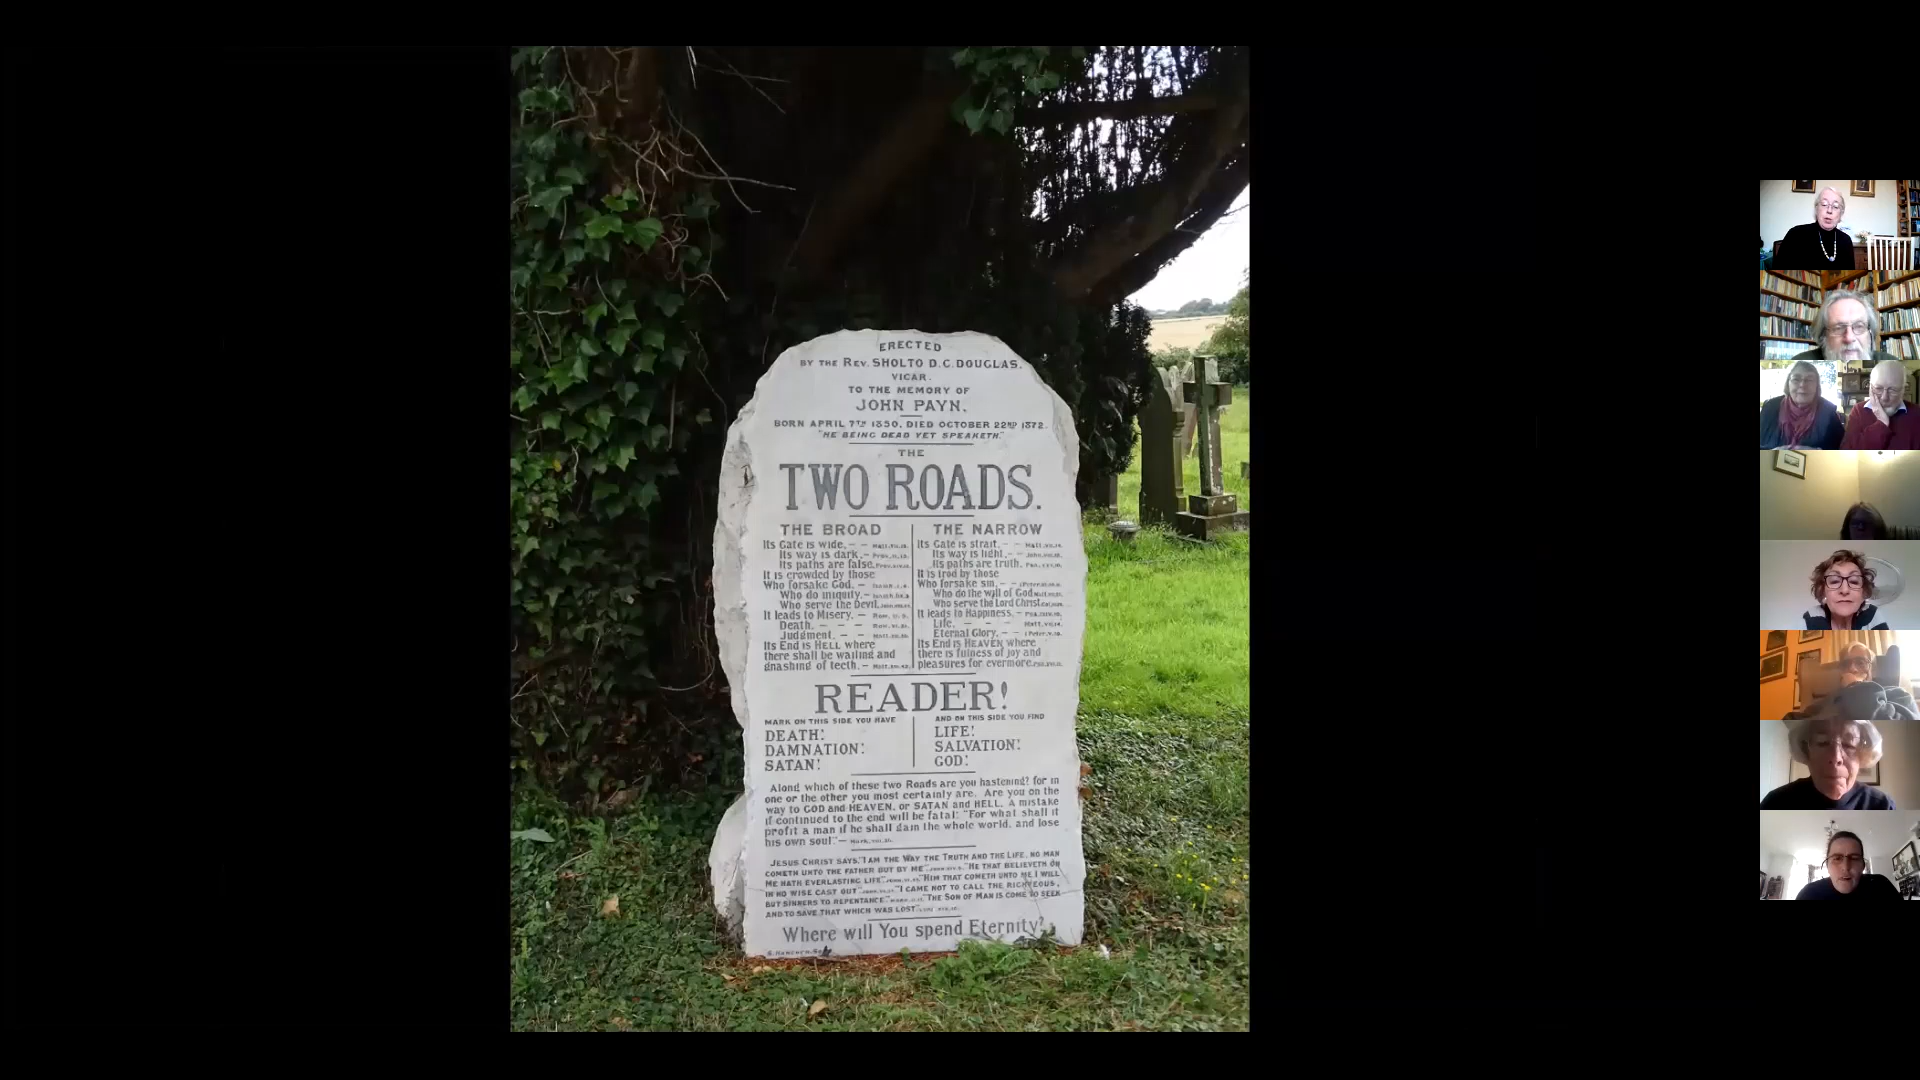 ERECTED
BY THE REV. SHOLTO D.C. DOUGLAS.
VICAR.
TO THE MEMORY OF
JOHN PAYN.
BORN APRIL 7TH 1850. DIED OCTOBER 22ND 1872.
"HE BEING DEAD YET SPEAKETH."
THE
TWO ROADS.
THE BROAD
Its Gate is wide. – –
Its way is dark. –
Its paths are false.
It is crowded by those
Who forsake God. –
Who do iniquity. –
Who serve the Devil.
It leads to Misery. –
Death. – – –
Judgment. – –
Its End is HELL where
there shall be wailing and
gnashing of teeth. –
THE NARROW
Its Gate is strait. – –
Its way is light. –
Its paths are truth.
It is trod by those
Who forsake sin. – –
Who do the will of God
Who serve the Lord Christ
It leads to Happiness. –
Life. – – –
Eternal Glory. – –
Its End is HEAVEN where
there is fulness of joy and
pleasures for evermore.
READER!
MARK ON THIS SIDE YOU HAVE
DEATH!
DAMNATION!
SATAN!
AND ON THIS SIDE YOU FIND
LIFE!
SALVATION!
GOD!
Along which of these two Roads are you hastening? for in
one or the other you most certainly are. Are you on the
way to GOD and HEAVEN, or SATAN and HELL. A mistake
if continued to the end will be fatal! "For what shall it
profit a man if he shall gain the whole world, and lose
his own soul" –
JESUS CHRIST SAYS, "I AM THE WAY THE TRUTH AND THE LIFE, NO MAN
COMETH UNTO THE FATHER BUT BY ME" "HE THAT BELIEVETH ON
ME HATH EVERLASTING LIFE" "HIM THAT COMETH UNTO ME I WILL
IN NO WISE CAST OUT" "I CAME NOT TO CALL THE RIGHTEOUS,
BUT SINNERS TO REPENTANCE." "THE SON OF MAN IS COME TO SEEK
AND TO SAVE THAT WHICH WAS LOST"
Where will You spend Eternity?